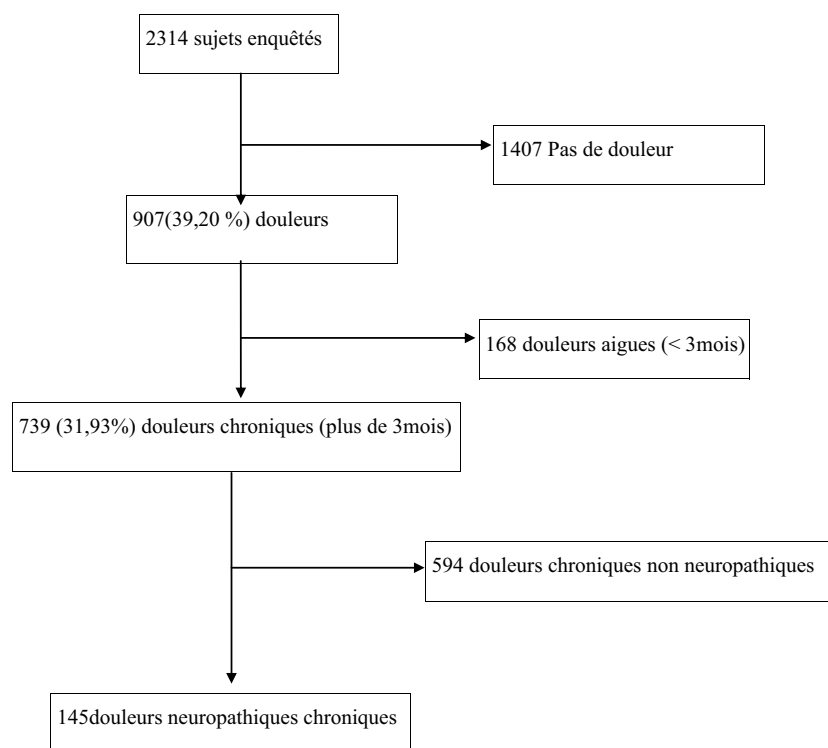 2314 sujets enquêtés
1407 Pas de douleur
907(39,20 %) douleurs
168 douleurs aigues (< 3mois)
739 (31,93%) douleurs chroniques (plus de 3mois)
594 douleurs chroniques non neuropathiques
145douleurs neuropathiques chroniques